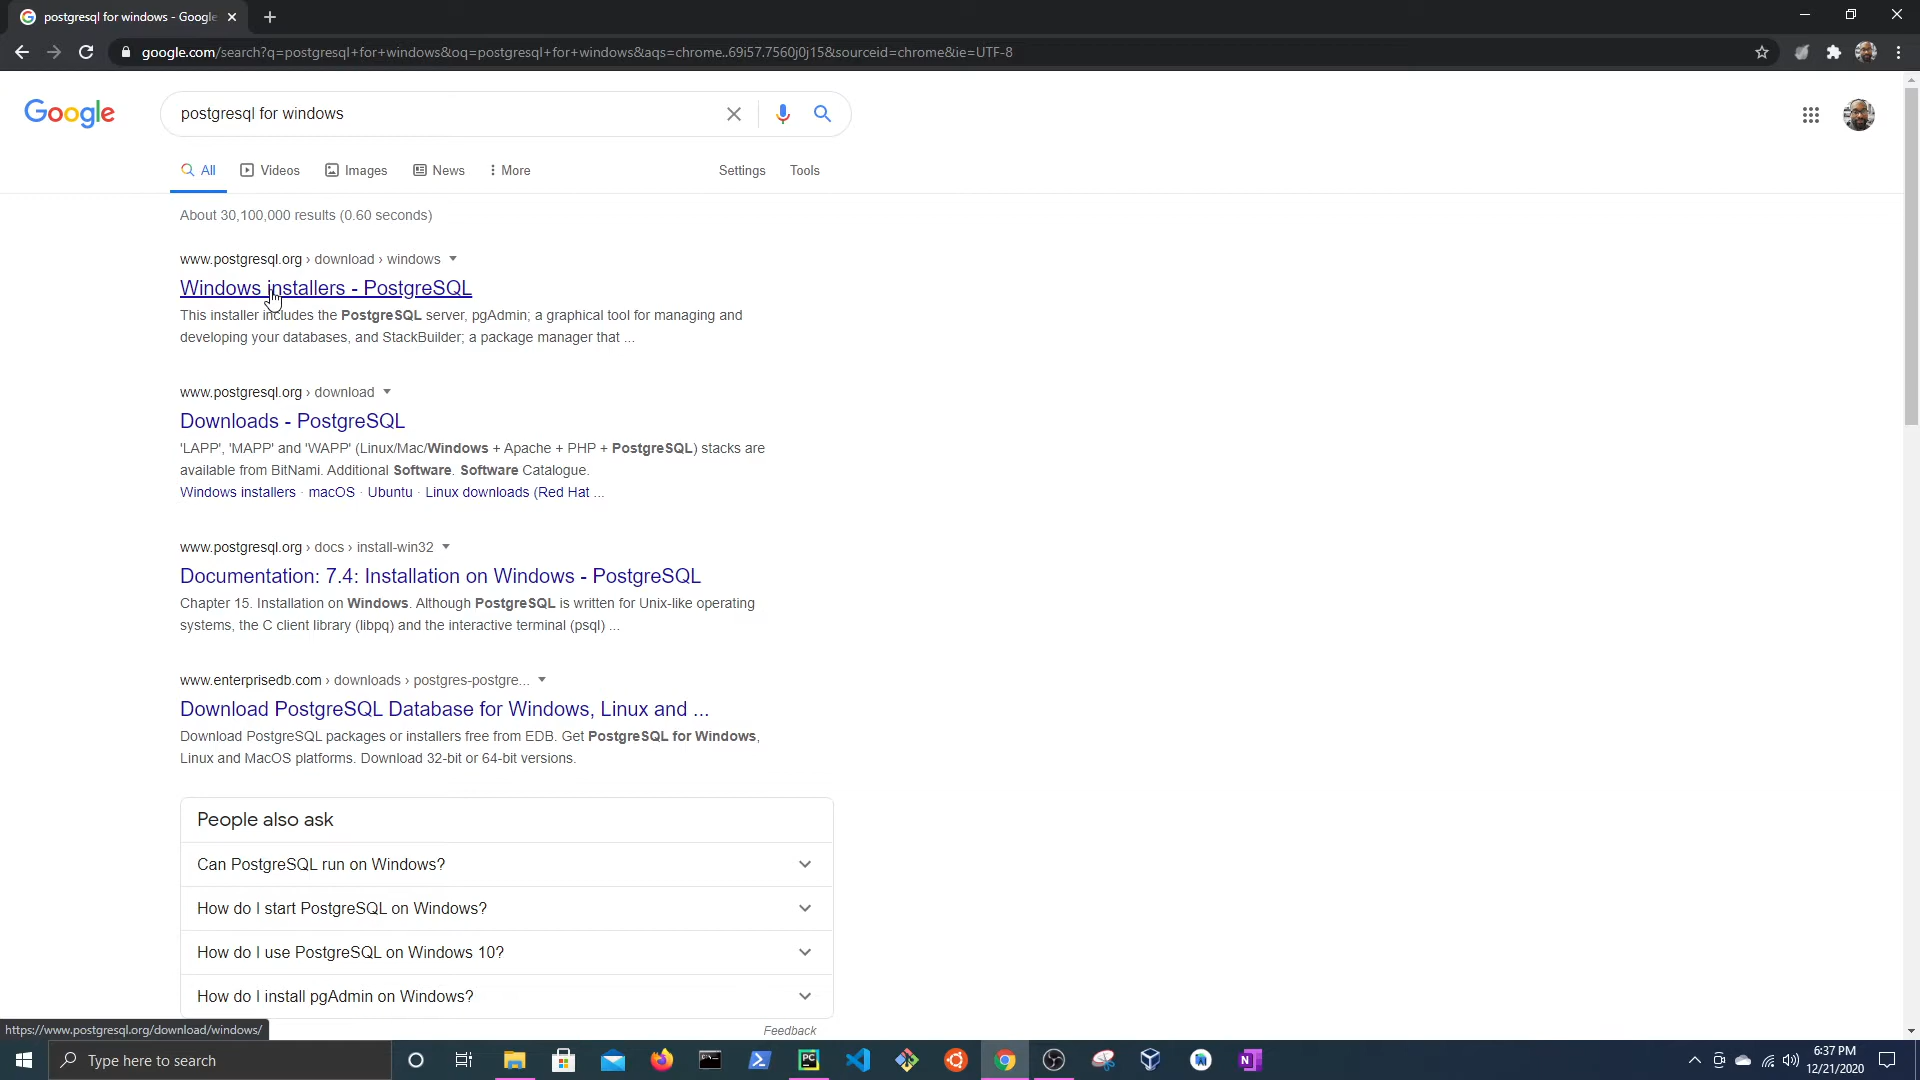 postgresql for windows - Google
google.com/search?q=postgresql+for+windows&oq=postgresql+for+windows&aqs=chrome..69i57.7560j0j15&sourceid=chrome&ie=UTF-8
Google
postgresql for windows
All
Videos
Images
News
More
Settings
Tools
About 30,100,000 results (0.60 seconds)
www.postgresql.org › download › windows
Windows installers - PostgreSQL
This installer includes the PostgreSQL server, pgAdmin; a graphical tool for managing and
developing your databases, and StackBuilder; a package manager that ...
www.postgresql.org › download
Downloads - PostgreSQL
'LAPP', 'MAPP' and 'WAPP' (Linux/Mac/Windows + Apache + PHP + PostgreSQL) stacks are
available from BitNami. Additional Software. Software Catalogue.
Windows installers · macOS · Ubuntu · Linux downloads (Red Hat ...
www.postgresql.org › docs › install-win32
Documentation: 7.4: Installation on Windows - PostgreSQL
Chapter 15. Installation on Windows. Although PostgreSQL is written for Unix-like operating
systems, the C client library (libpq) and the interactive terminal (psql) ...
www.enterprisedb.com › downloads › postgres-postgre...
Download PostgreSQL Database for Windows, Linux and ...
Download PostgreSQL packages or installers free from EDB. Get PostgreSQL for Windows,
Linux and MacOS platforms. Download 32-bit or 64-bit versions.
People also ask
Can PostgreSQL run on Windows?
How do I start PostgreSQL on Windows?
How do I use PostgreSQL on Windows 10?
How do I install pgAdmin on Windows?
Feedback
https://www.postgresql.org/download/windows/
Type here to search
PC
N
6:37 PM
12/21/2020